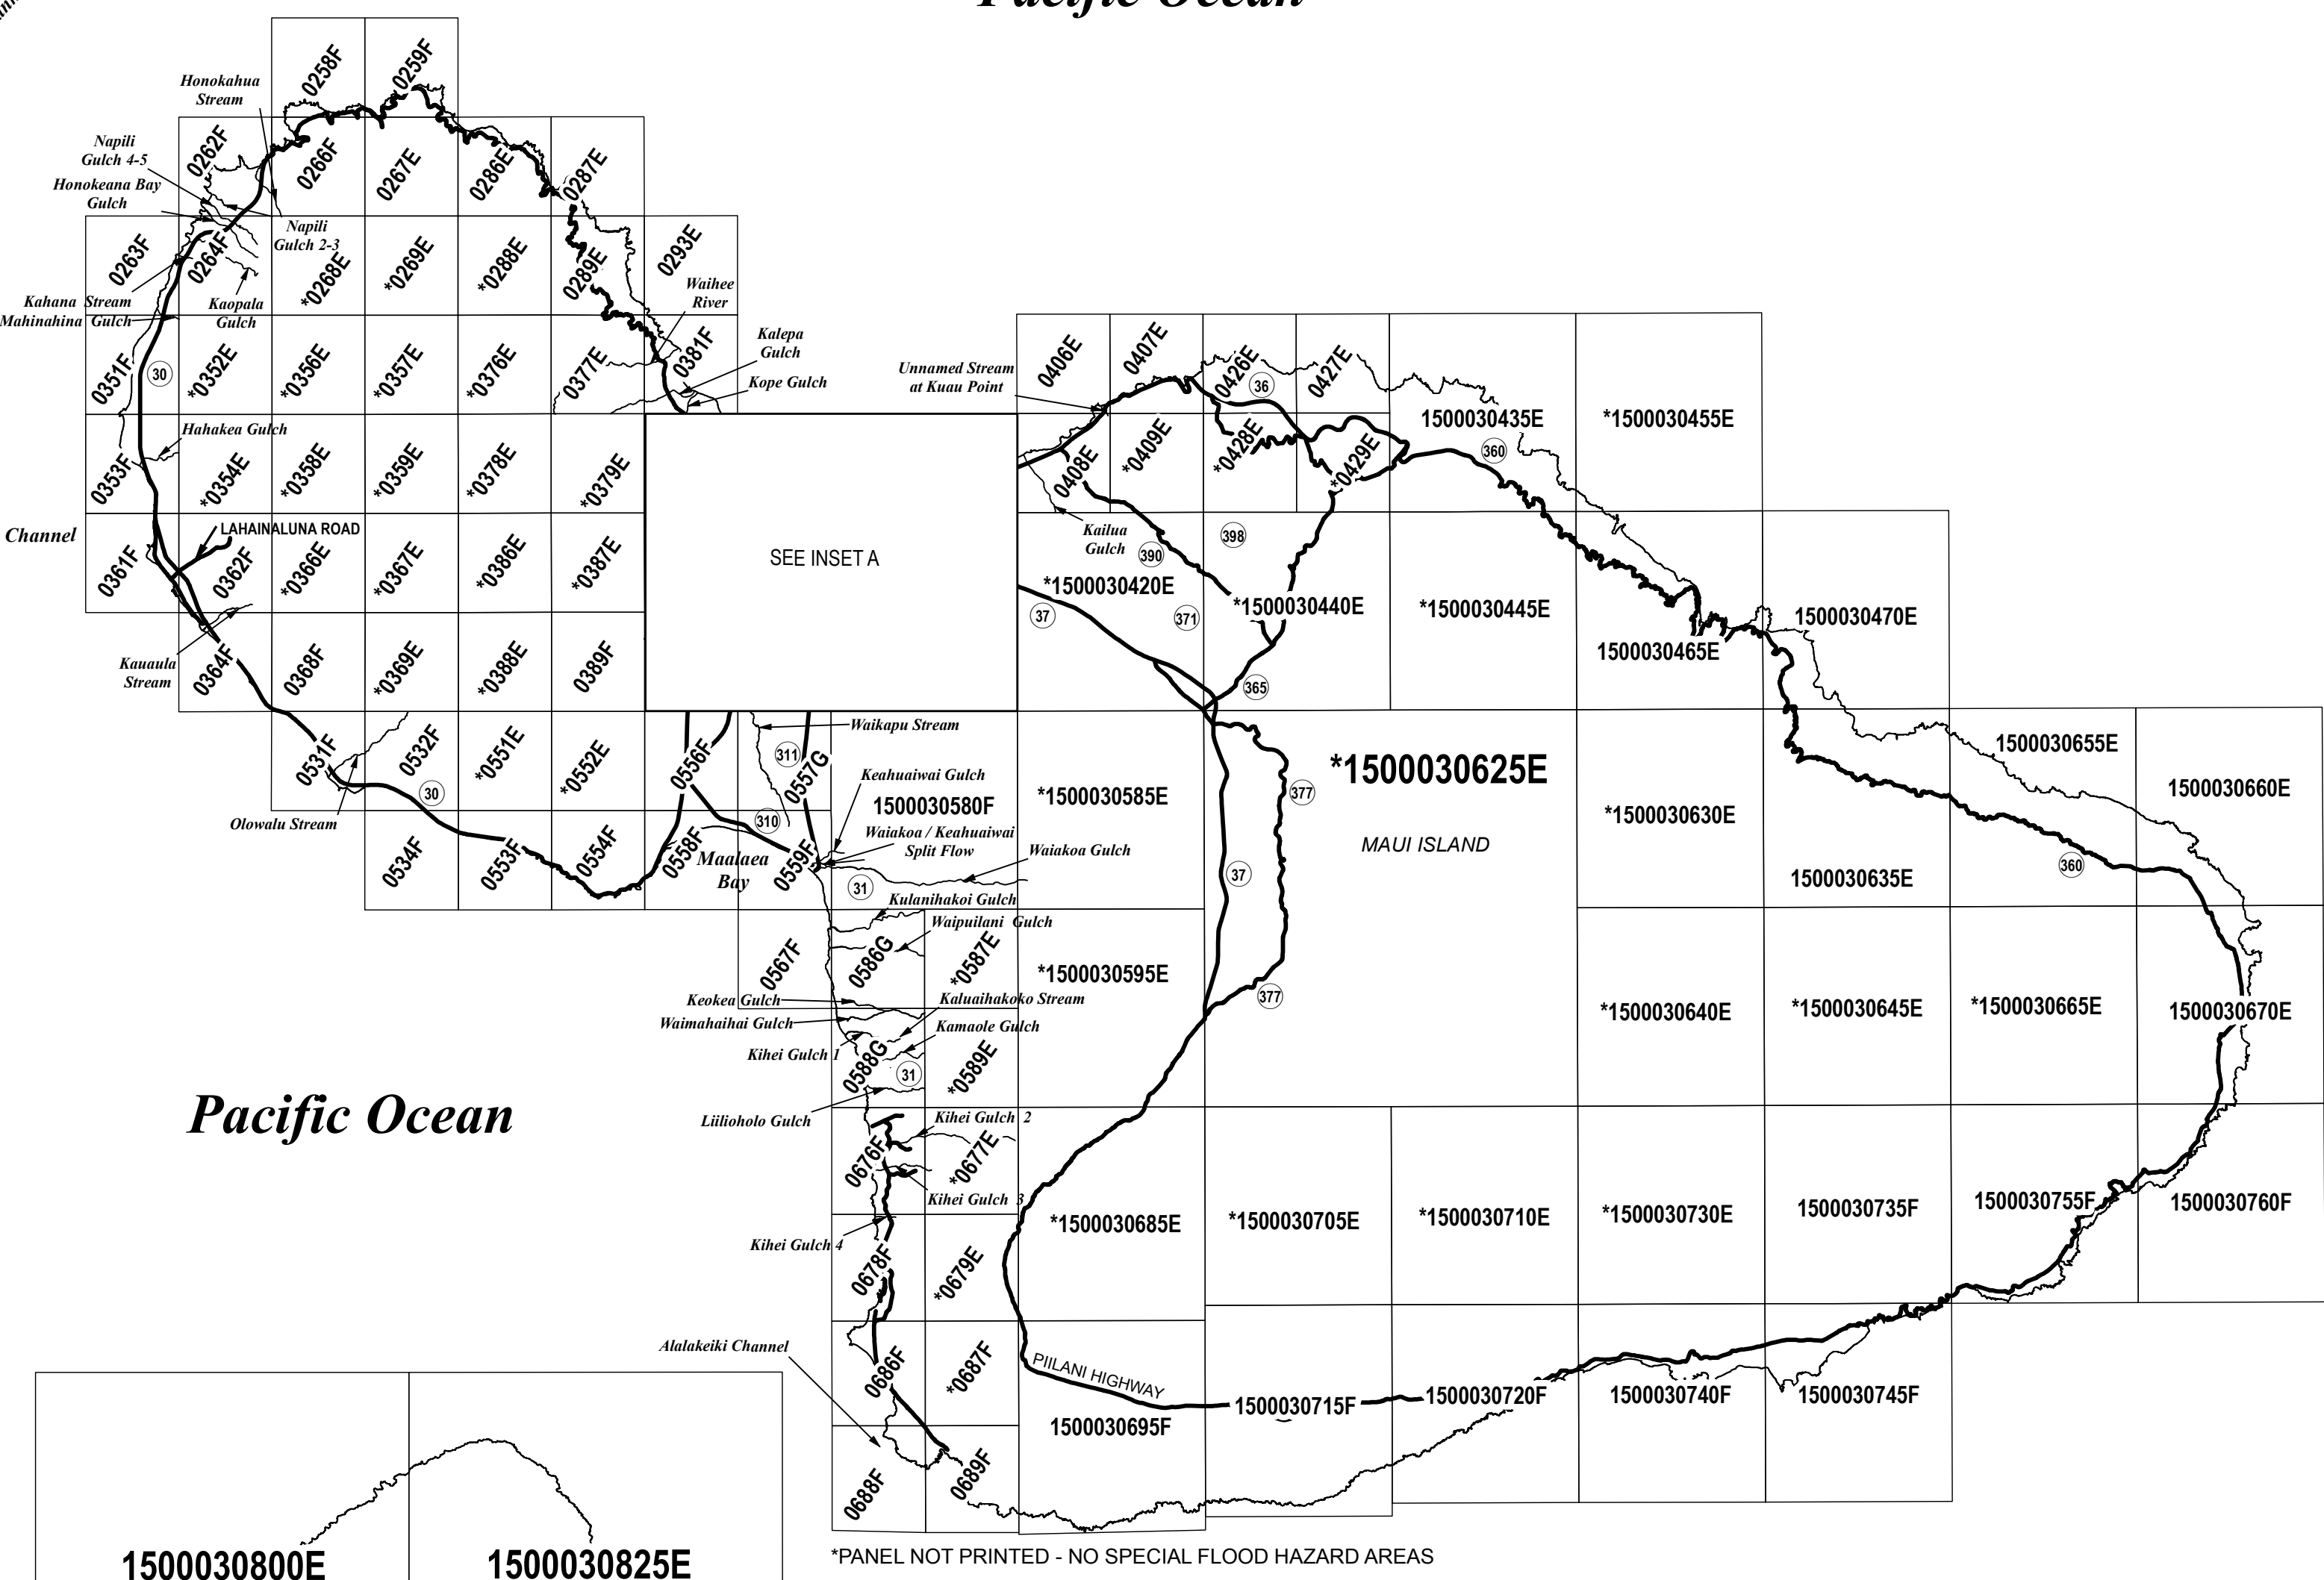 Pacific Ocean
0258F
0259F
Honokahua
Stream
0262F
0266F
0267E
0286E
0287E
Napili
Gulch 4-5
Honokeana Bay
Gulch
Napili
Gulch 2-3
0263F
0264F
*0268E
*0269E
*0288E
0289E
0293E
Waihee
River
Kahana Stream
Mahinahina Gulch
Kaopala
Gulch
0351F
30
*0352E
*0356E
*0357E
*0376E
0377E
0381F
Kalepa
Gulch
Kope Gulch
Unnamed Stream
at Kuau Point
0406E
0407E
0426E
36
0427E
1500030435E
*1500030455E
Hahakea Gulch
0353F
*0354E
*0358E
*0359E
*0378E
*0379E
0408E
*0409E
*0428E
*0429E
360
Channel
LAHAINALUNA ROAD
0361F
0362F
*0366E
*0367E
*0386E
*0387E
SEE INSET A
Kailua
Gulch
390
398
*1500030420E
37
371
*1500030440E
*1500030445E
1500030465E
1500030470E
Kauaula
Stream
0364F
0368F
*0369E
*0388E
0389F
365
0531F
0532F
*0551E
*0552E
0556F
311
0557G
Waikapu Stream
Keahuaiwai Gulch
1500030580F
Waiakoa / Keahuaiwai
Split Flow
Waiakoa Gulch
*1500030585E
*1500030625E
MAUI ISLAND
377
37
*1500030630E
1500030635E
1500030655E
1500030660E
360
Olowalu Stream
30
310
0534F
0553F
0554F
0558F
Maalaea
Bay
0559F
31
Kulanihakoi Gulch
Waipuilani Gulch
0567F
0586G
*0587E
*1500030595E
Keokea Gulch
Kaluaihakoko Stream
Waimahaihai Gulch
Kamaole Gulch
Kihei Gulch 1
0588G
31
*0589E
377
*1500030640E
*1500030645E
*1500030665E
1500030670E
Pacific Ocean
Liilioholo Gulch
Kihei Gulch 2
0676F
*0677E
Kihei Gulch 3
Kihei Gulch 4
0678F
*0679E
*1500030685E
*1500030705E
*1500030710E
*1500030730E
1500030735F
1500030755F
1500030760F
Alalakeiki Channel
0686F
*0687F
PIILANI HIGHWAY
1500030695F
1500030715F
1500030720F
1500030740F
1500030745F
0688F
0689F
1500030800E
1500030825E
*PANEL NOT PRINTED - NO SPECIAL FLOOD HAZARD AREAS